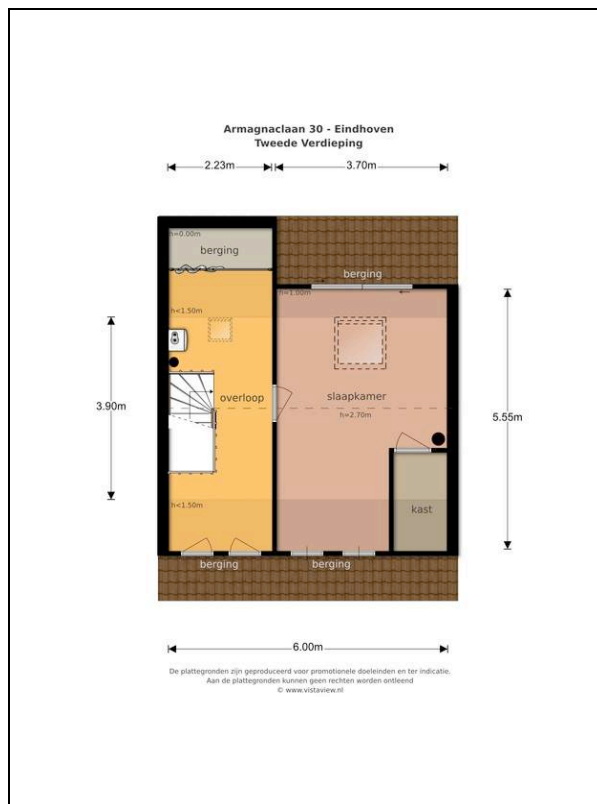 Armagnaclaan 30 - Eindhoven
Tweede Verdieping
2.23m
3.70m
h=0.00m
berging
berging
h=1.00m
h<1.50m
3.90m
overloop
slaapkamer
h=2.70m
5.55m
h<1.50m
kast
berging
berging
6.00m
De plattegronden zijn geproduceerd voor promotionele doeleinden en ter indicatie.
Aan de plattegronden kunnen geen rechten worden ontleend
© www.vistaview.nl